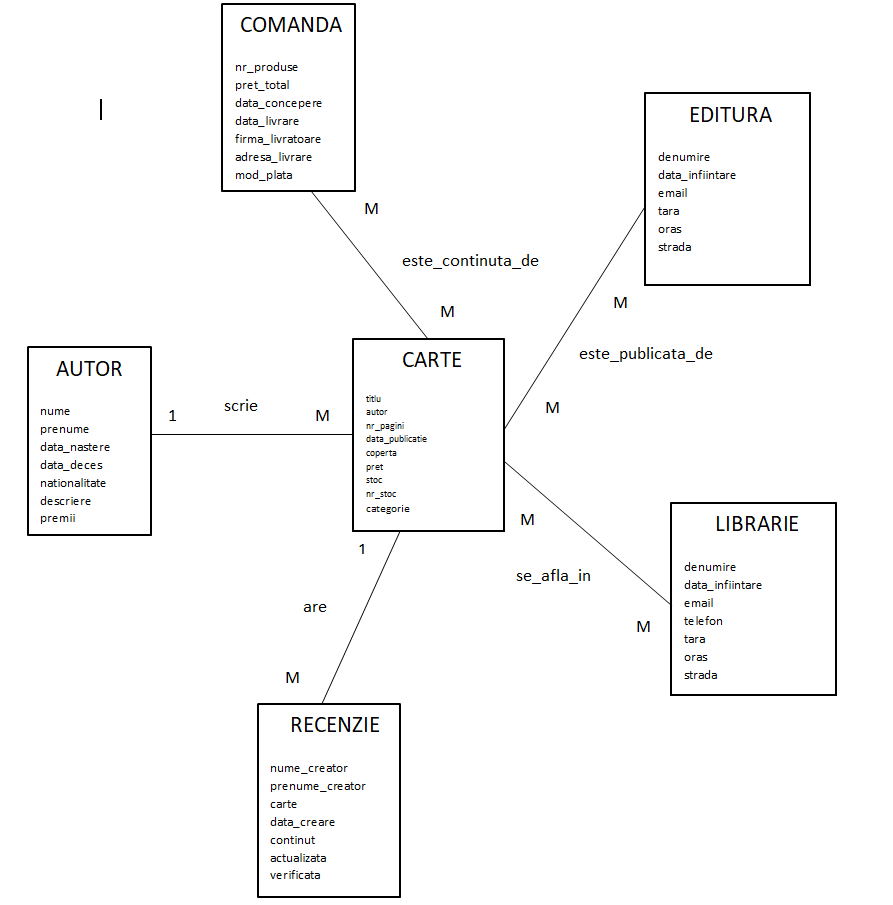 COMANDA
nr_produse
pret_total
data_concepere
data_livrare
firma_livratoare
adresa_livrare
mod_plata
EDITURA
denumire
data_infiintare
email
tara
oras
strada
M
este_continuta_de
M
M
este_publicata_de
M
AUTOR
nume
prenume
data_nastere
data_deces
nationalitate
descriere
premii
1
scrie
M
CARTE
titlu
autor
nr_pagini
data_publicatie
coperta
pret
stoc
nr_stoc
categorie
M
se_afla_in
M
LIBRARIE
denumire
data_infiintare
email
telefon
tara
oras
strada
1
are
M
RECENZIE
nume_creator
prenume_creator
carte
data_creare
continut
actualizata
verificata